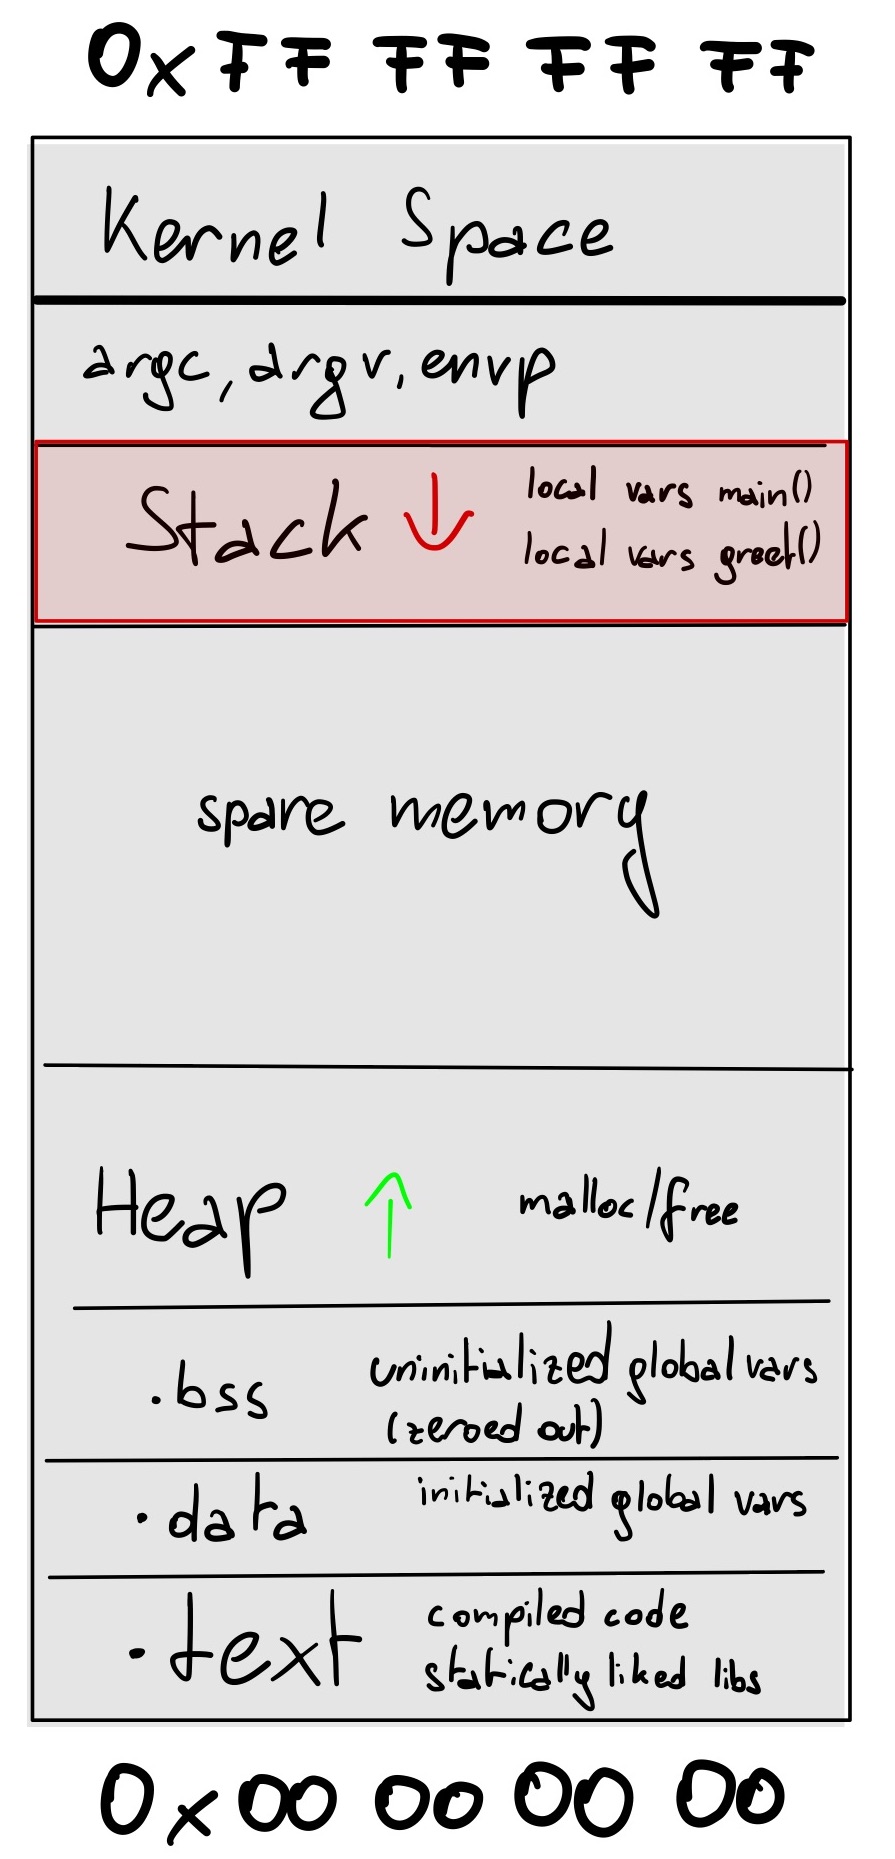 0x FF FF FF FF
Kernel Space
argc, argv, envp
Stack
local vars main()
local vars greet()
spare memory
Heap
malloc/free
.bss
uninitialized global vars
(zeroed out)
.data
initialized global vars
.text
compiled code
statically liked libs
0x00 00 00 00